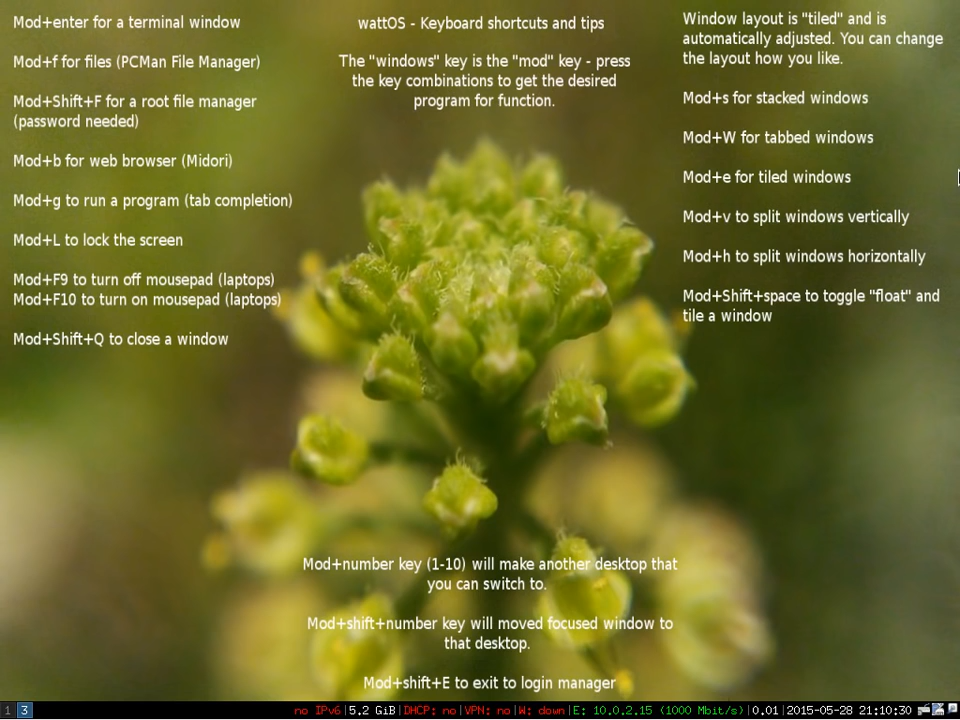 Mod+enter for a terminal window
Mod+f for files (PCMan File Manager)
Mod+Shift+F for a root file manager
(password needed)
Mod+b for web browser (Midori)
Mod+g to run a program (tab completion)
Mod+L to lock the screen
Mod+F9 to turn off mousepad (laptops)
Mod+F10 to turn on mousepad (laptops)
Mod+Shift+Q to close a window
wattOS - Keyboard shortcuts and tips
The "windows" key is the "mod" key - press
the key combinations to get the desired
program for function.
Window layout is "tiled" and is
automatically adjusted. You can change
the layout how you like.
Mod+s for stacked windows
Mod+W for tabbed windows
Mod+e for tiled windows
Mod+v to split windows vertically
Mod+h to split windows horizontally
Mod+Shift+space to toggle "float" and
tile a window
Mod+number key (1-10) will make another desktop that
you can switch to.
Mod+shift+number key will moved focused window to
that desktop.
Mod+shift+E to exit to login manager
1 3 no IPv6|5.2 GiB|DHCP: no|VPN: no|W: down|E: 10.0.2.15 (1000 Mbit/s)|0.01|2015-05-28 21:10:30